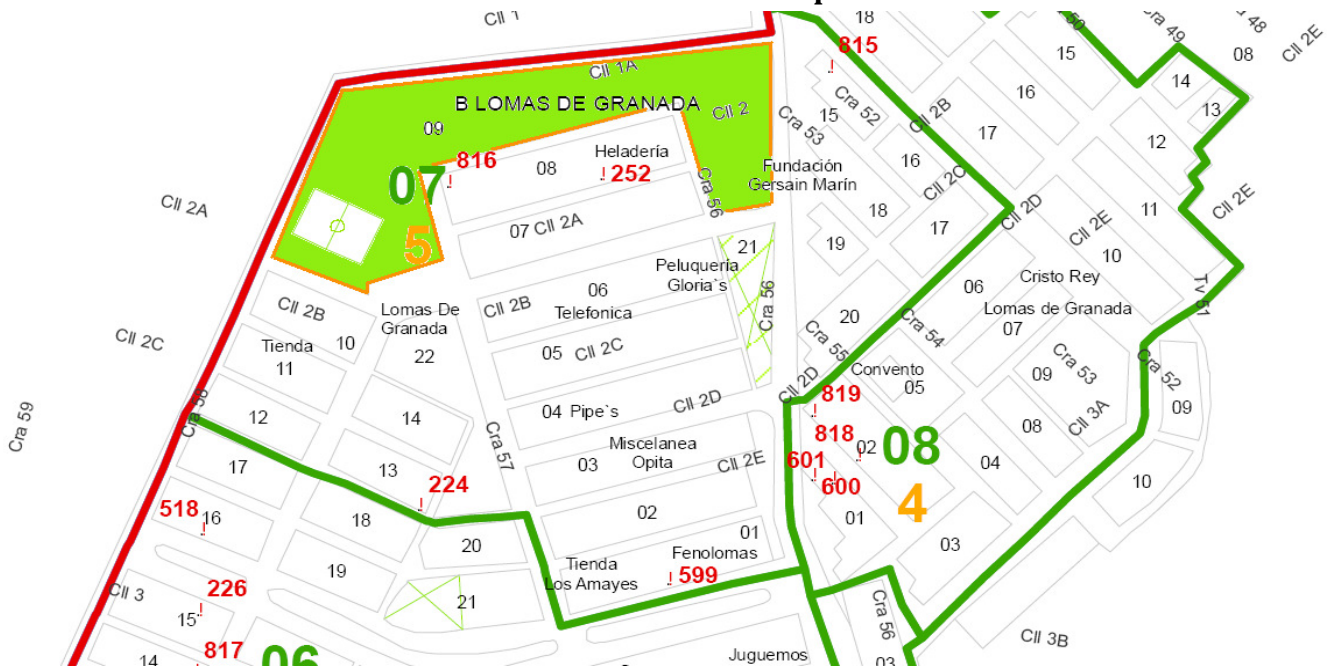 Cll 1
18
Cra 49
Cll 2E
815
15
08
Cll 1A
14
B LOMAS DE GRANADA
Cll 2
15
Cra 52
16
13
09
Cra 53
Cll 2B
17
12
816
08
Heladería
252
Fundación
Gersain Marín
16
Cll 2C
07
Cra 56
Cll 2A
18
17
Cll 2D
11
Cll 2E
07 Cll 2A
5
21
19
Cll 2E
10
Peluquería
Gloria`s
Cristo Rey
06
Lomas de Granada
07
Tv 51
Cll 2B
Lomas De
Granada
Cll 2B
06
Telefonica
Cra 56
20
Cra 54
Cll 2C
Tienda
11
10
22
05 Cll 2C
Cra 55
Convento
05
09
Cra 53
Cra 52
Cra 59
Cra 58
12
14
04 Pipe`s
Cll 2D
Cll 2D
819
818
02
08
08
Cll 3A
09
17
13
Cra 57
03
Miscelanea
Opita
Cll 2E
601
600
04
10
224
4
518
16
18
02
01
01
03
20
19
Tienda
Los Amayes
Fenolomas
599
Cll 3
226
15
21
Cra 56
Cll 3B
14
817
06
Juguemos
03